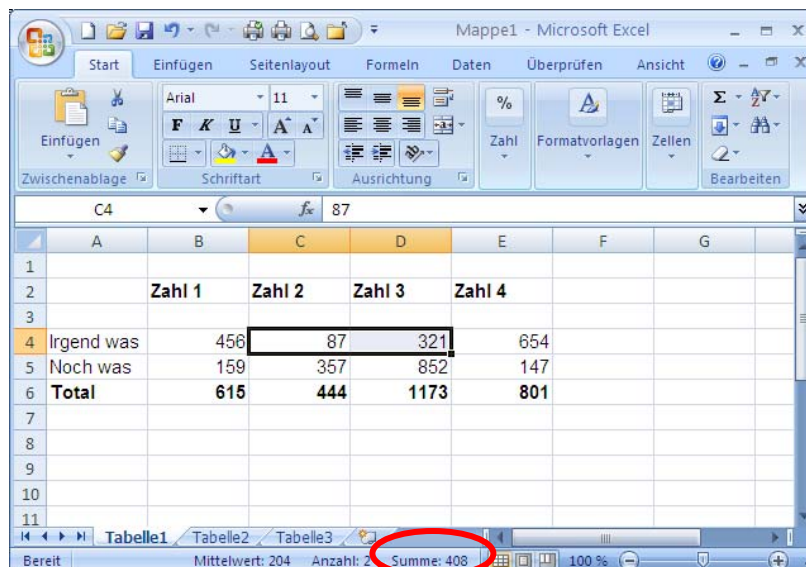 Mappe1 - Microsoft Excel
Start Einfügen Seitenlayout Formeln Daten Überprüfen Ansicht
Arial 11
F K U A A
Einfügen
% Zahl Formatvorlagen Zellen
Zwischenablage Schriftart Ausrichtung Bearbeiten
C4 fx 87
A B C D E F G
1
2 Zahl 1 Zahl 2 Zahl 3 Zahl 4
3
4 Irgend was 456 87 321 654
5 Noch was 159 357 852 147
6 Total 615 444 1173 801
7
8
9
10
11
Tabelle1 Tabelle2 Tabelle3
Bereit Mittelwert: 204 Anzahl: 2 Summe: 408 100 %